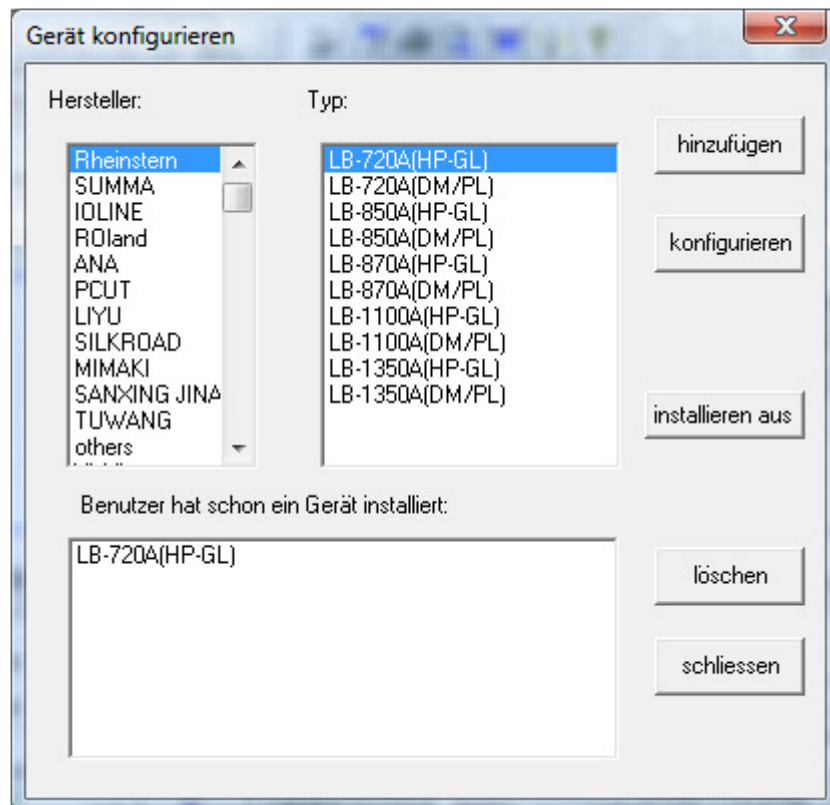 Gerät konfigurieren
Hersteller:
Typ:
Rheinstern
SUMMA
IOLINE
ROland
ANA
PCUT
LIYU
SILKROAD
MIMAKI
SANXING JINA
TUWANG
others
LB-720A(HP-GL)
LB-720A(DM/PL)
LB-850A(HP-GL)
LB-850A(DM/PL)
LB-870A(HP-GL)
LB-870A(DM/PL)
LB-1100A(HP-GL)
LB-1100A(DM/PL)
LB-1350A(HP-GL)
LB-1350A(DM/PL)
hinzufügen
konfigurieren
installieren aus
Benutzer hat schon ein Gerät installiert:
LB-720A(HP-GL)
löschen
schliessen